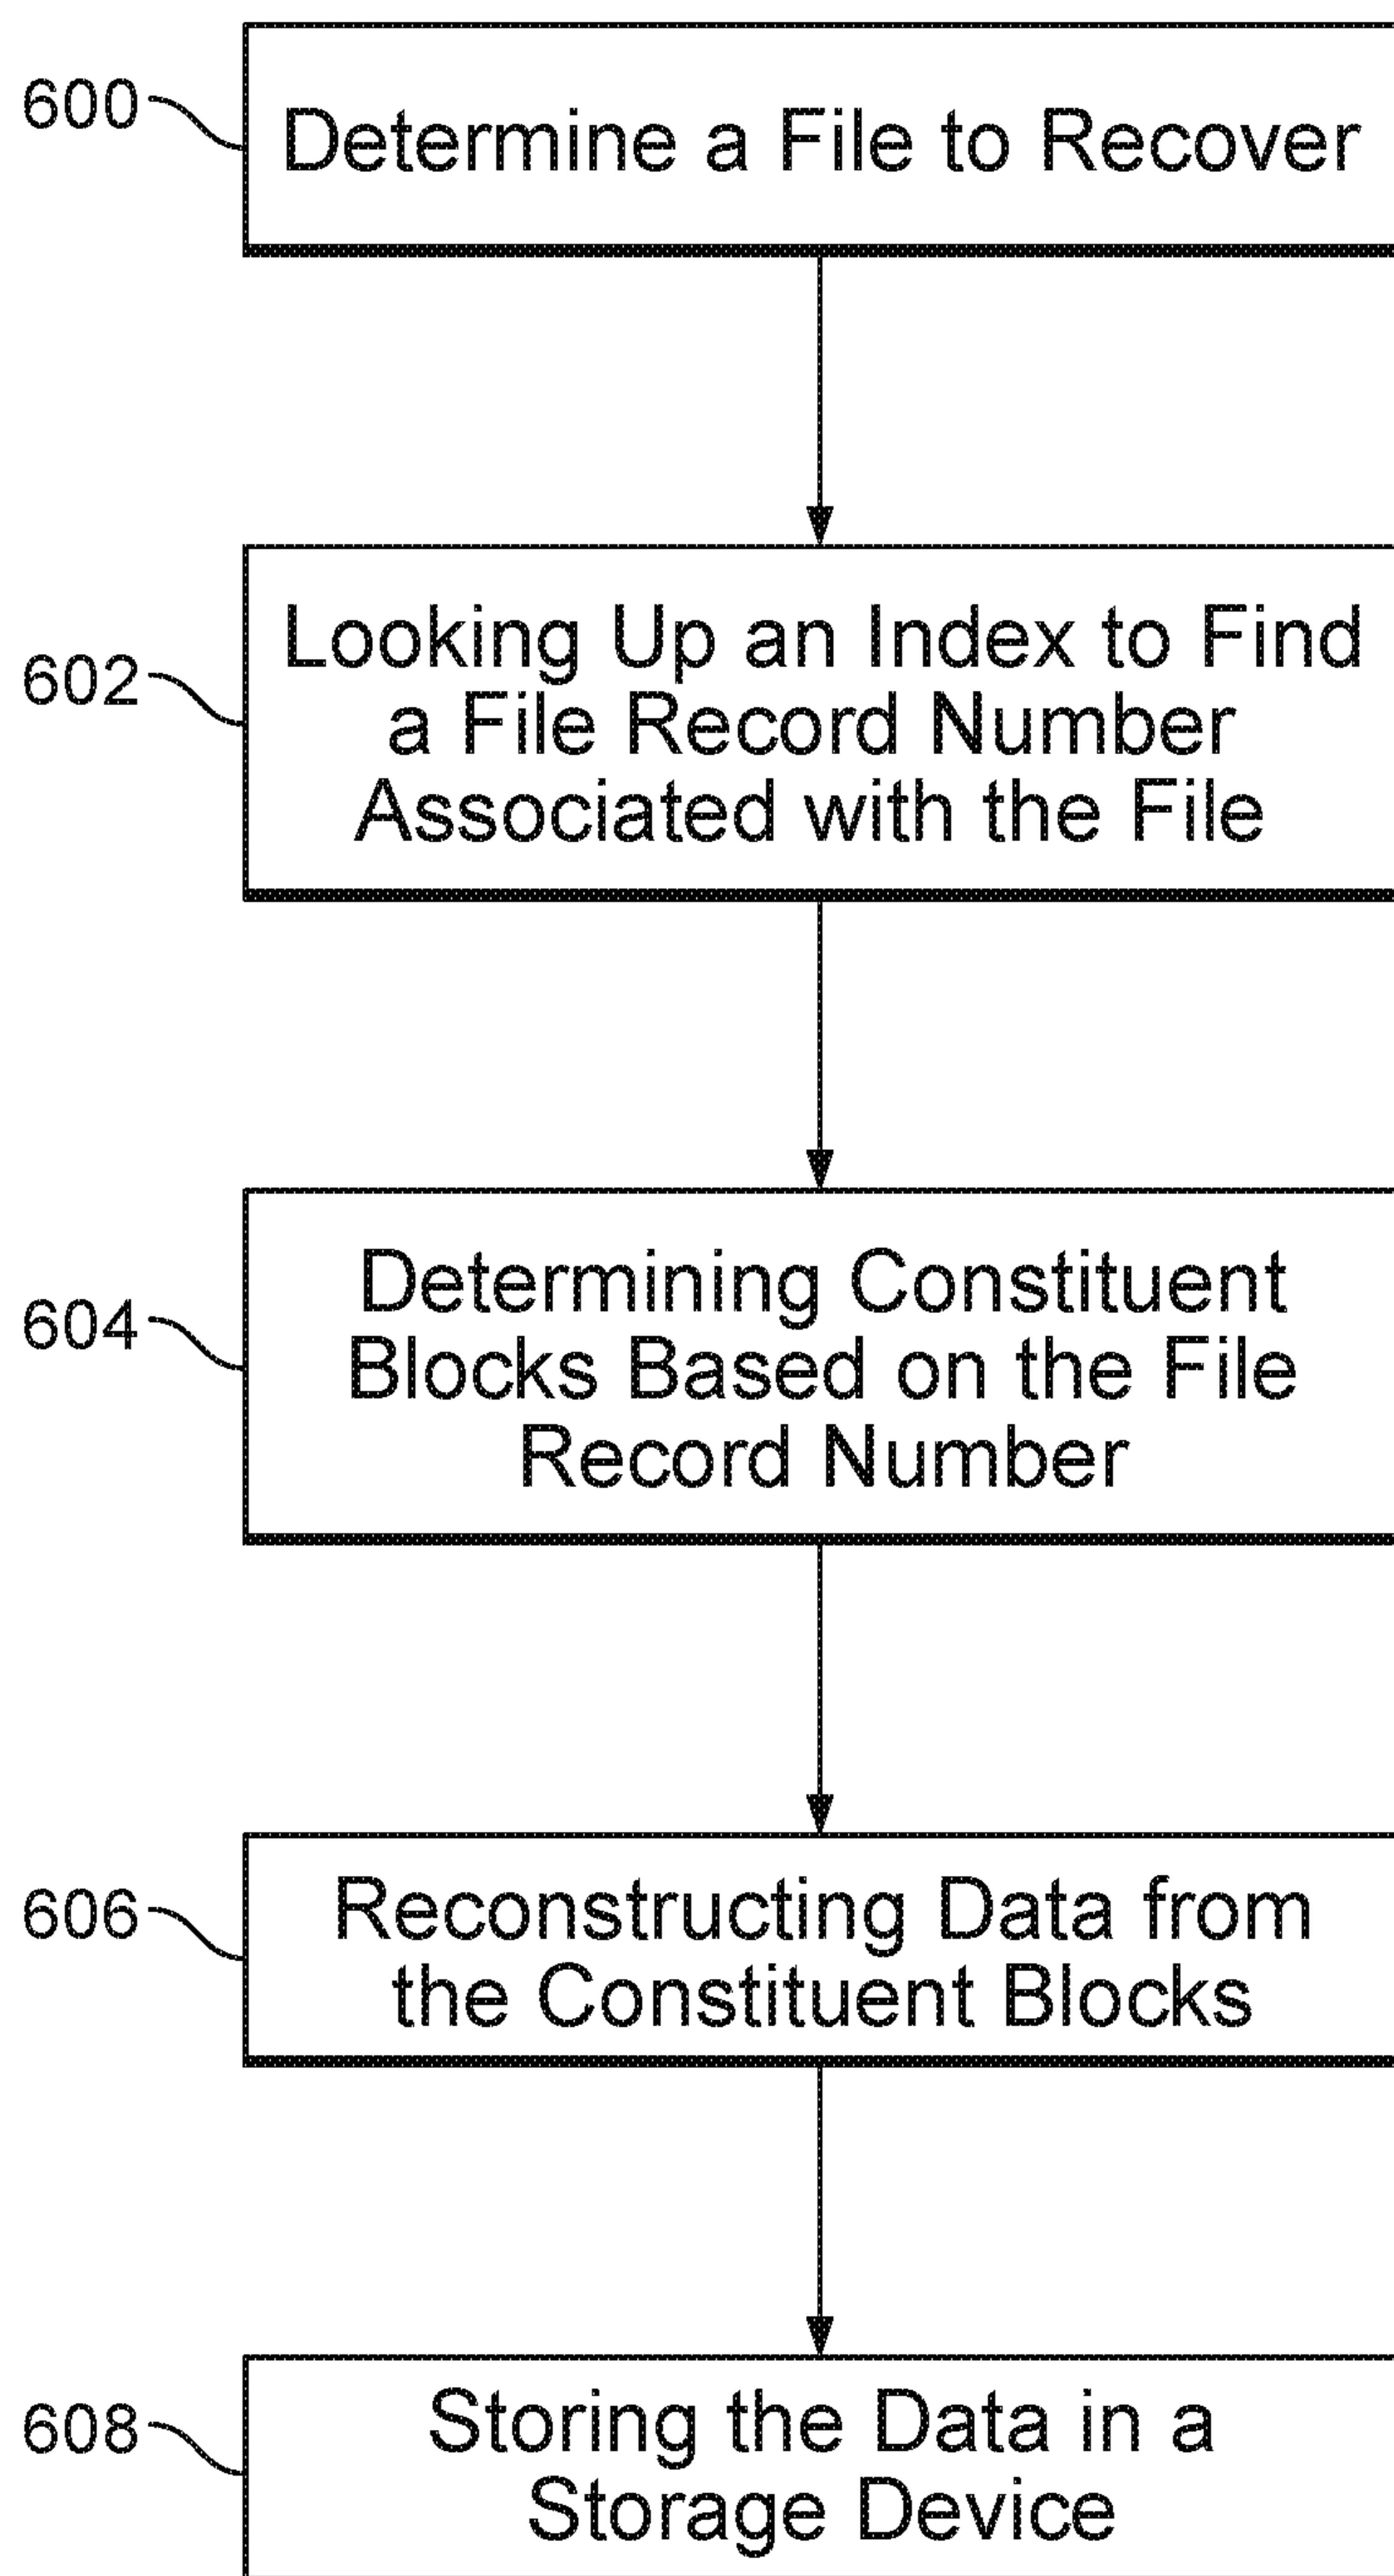 600
Determine a File to Recover
602
Looking Up an Index to Find
a File Record Number
Associated with the File
604
Determining Constituent
Blocks Based on the File
Record Number
606
Reconstructing Data from
the Constituent Blocks
608
Storing the Data in a
Storage Device